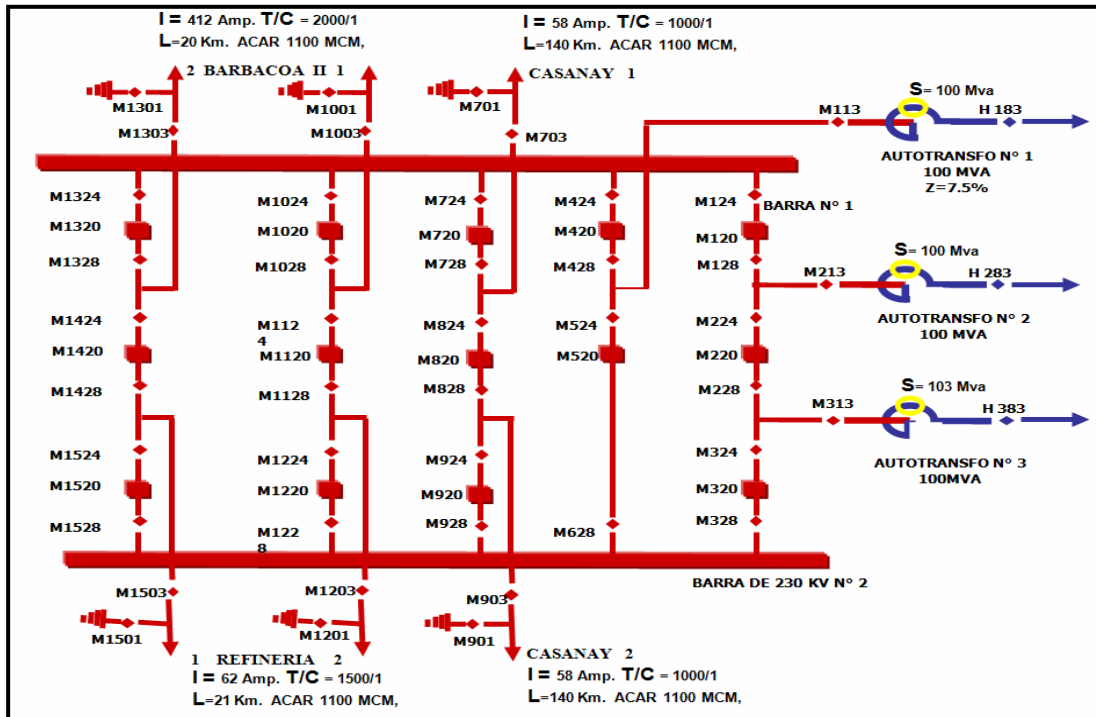 I = 412 Amp. T/C = 2000/1
L=20 Km. ACAR 1100 MCM,
I = 58 Amp. T/C = 1000/1
L=140 Km. ACAR 1100 MCM,
2 BARBACOA II 1
CASANAY 1
M1301
M1001
M701
M1303
M1003
M703
M113
S= 100 Mva
H 183
AUTOTRANSFO N° 1
100 MVA
Z=7.5%
M1324
M1024
M724
M424
M124
BARRA N° 1
M1320
M1020
M720
M420
M120
M1328
M1028
M728
M428
M128
S= 100 Mva
M213
H 283
AUTOTRANSFO N° 2
100 MVA
M1424
M112
4
M824
M524
M224
M1420
M1120
M820
M520
M220
M1428
M1128
M828
M228
S= 103 Mva
M313
H 383
AUTOTRANSFO N° 3
100MVA
M1524
M1224
M924
M324
M1520
M1220
M920
M320
M1528
M122
8
M928
M628
M328
BARRA DE 230 KV N° 2
M1503
M1203
M903
M1501
M1201
M901
1 REFINERIA 2
I = 62 Amp. T/C = 1500/1
L=21 Km. ACAR 1100 MCM,
CASANAY 2
I = 58 Amp. T/C = 1000/1
L=140 Km. ACAR 1100 MCM,